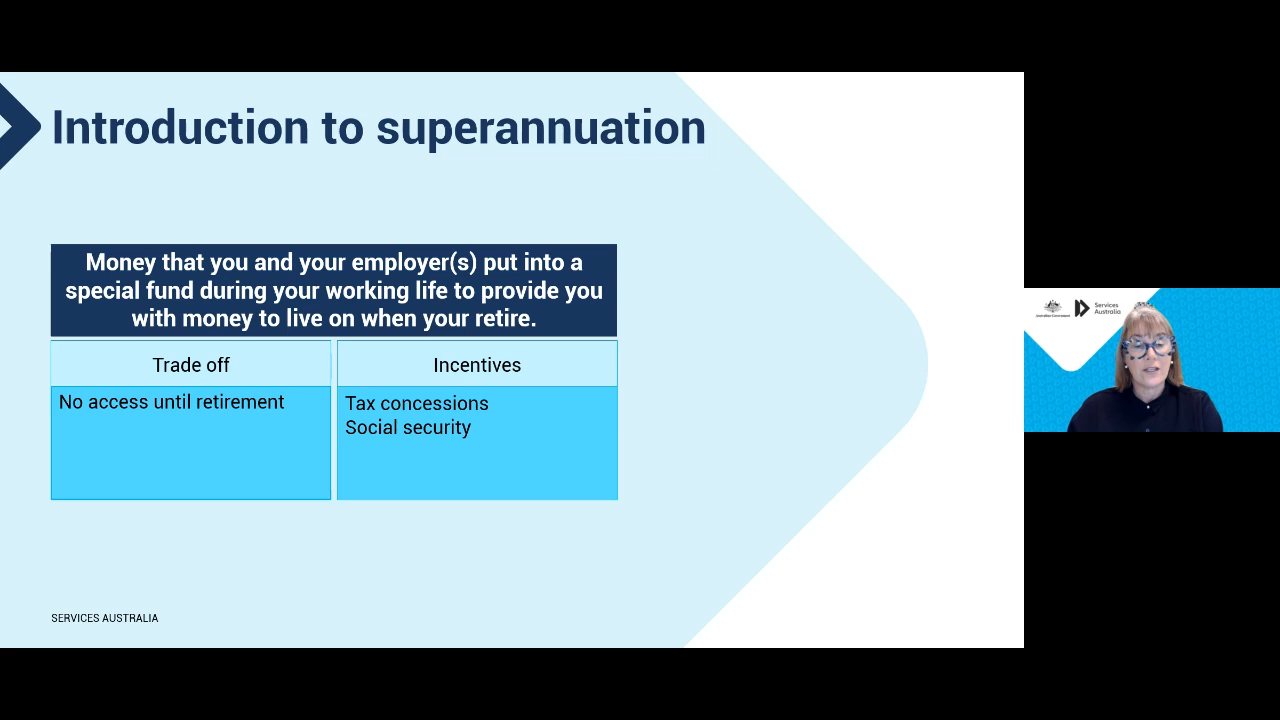 Introduction to superannuation
Money that you and your employer(s) put into a
special fund during your working life to provide you
with money to live on when your retire.
Trade off
Incentives
No access until retirement
Tax concessions
Social security
SERVICES AUSTRALIA
Australian Government
Services
Australia